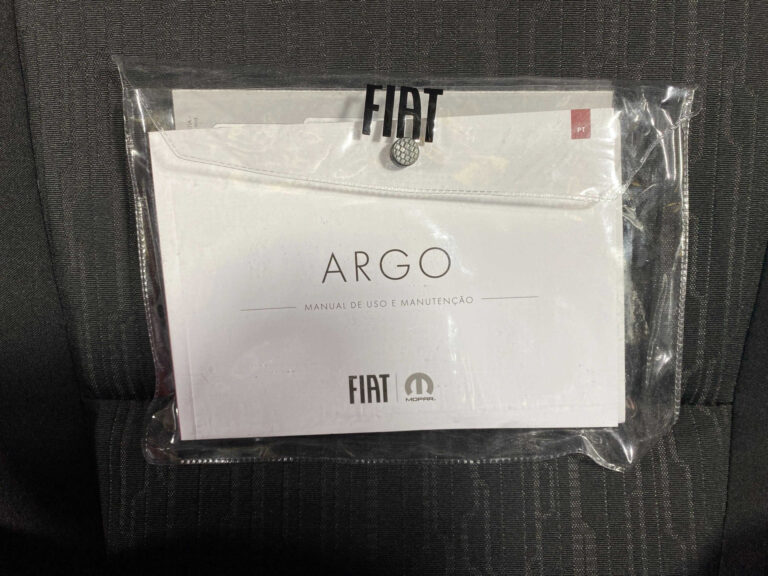 FIAT
PT
ARGO
MANUAL DE USO E MANUTENÇÃO
FIAT
MOPAR